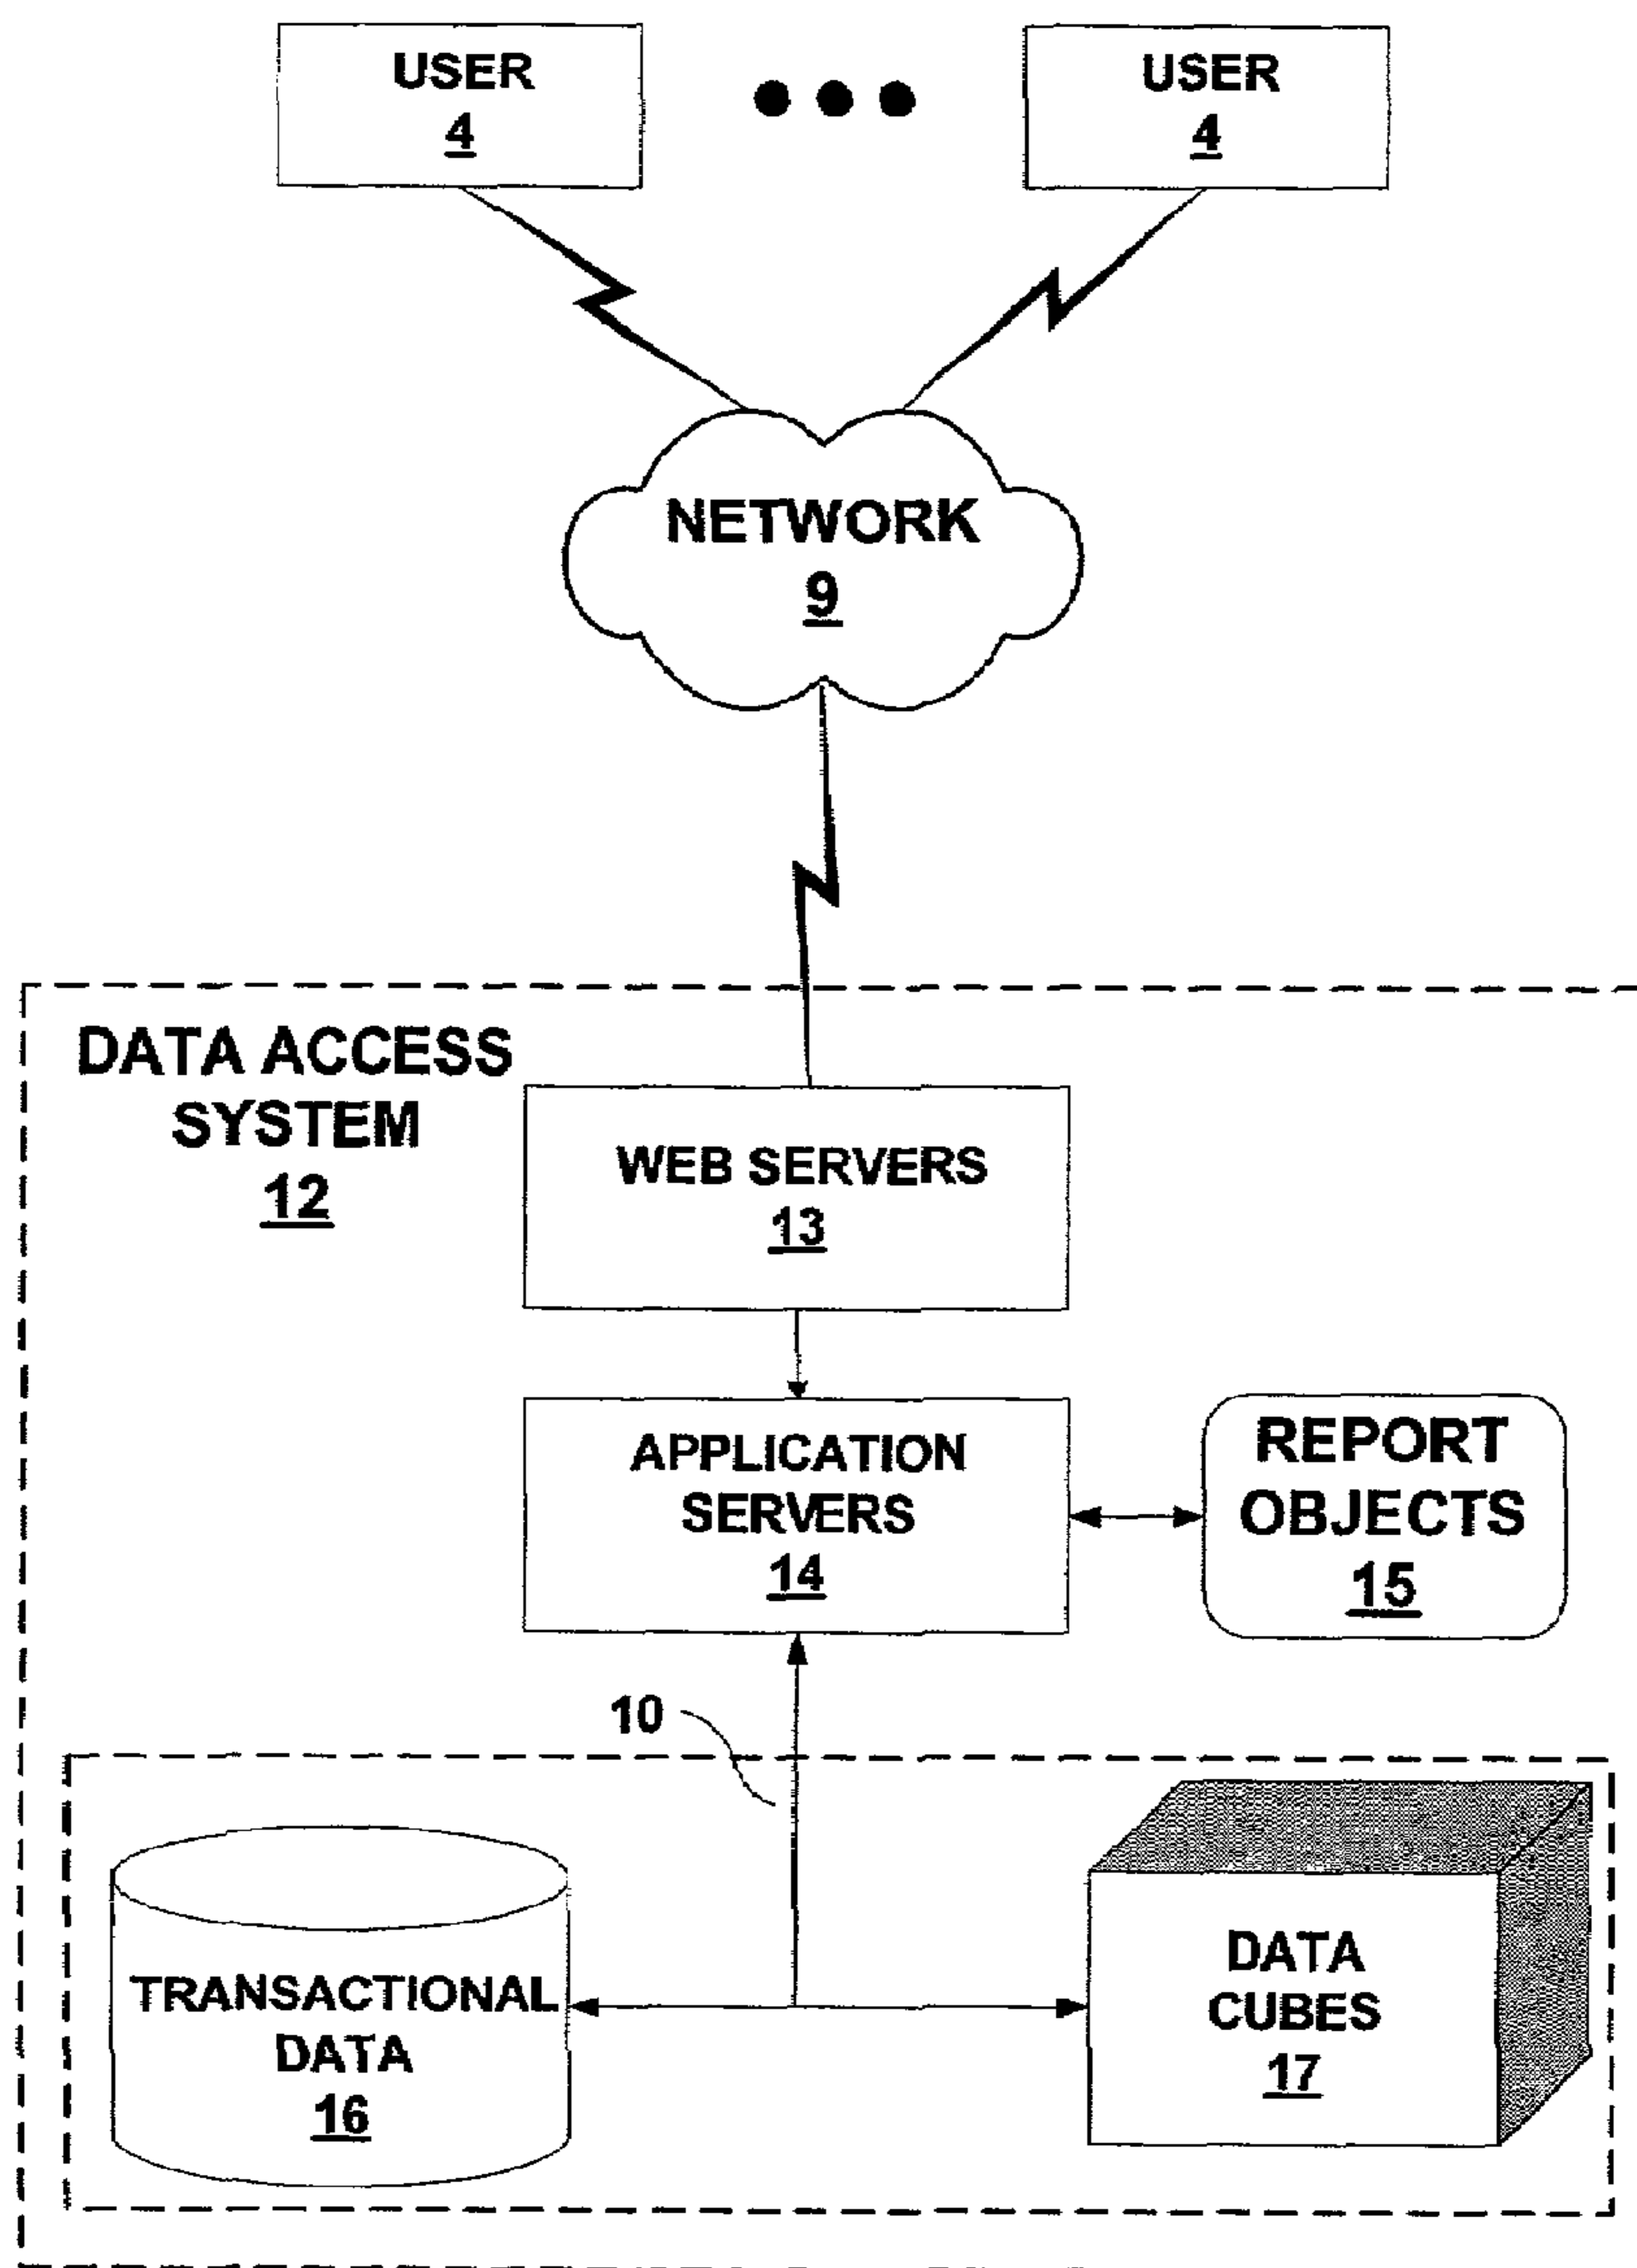 USER
4
USER
4
NETWORK
9
DATA ACCESS
SYSTEM
12
WEB SERVERS
13
APPLICATION
SERVERS
14
REPORT
OBJECTS
15
10
TRANSACTIONAL
DATA
16
DATA
CUBES
17